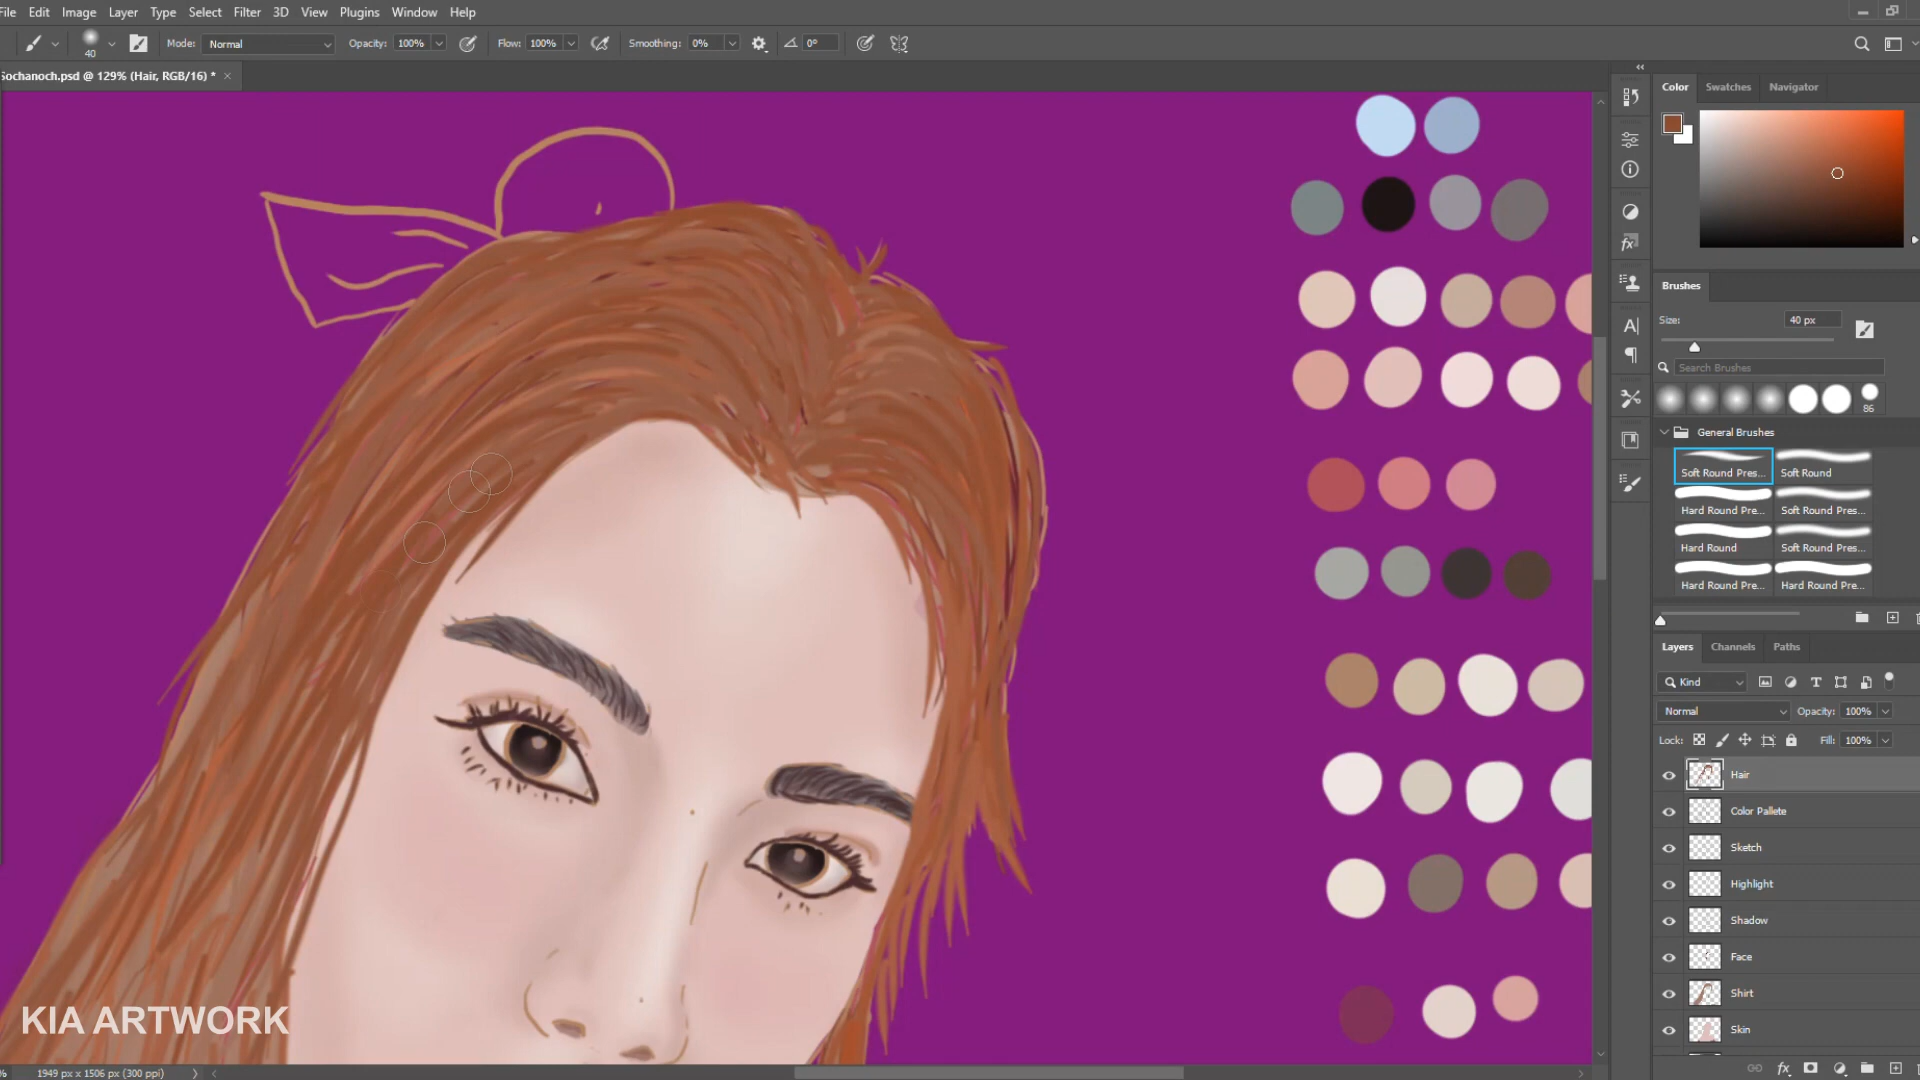 File Edit Image Layer Type Select Filter 3D View Plugins Window Help
40 Mode: Normal Opacity: 100% Flow: 100% Smoothing: 0% 0°
Sochanoch.psd @ 129% (Hair, RGB/16) * ×
Color Swatches Navigator
Brushes
Size: 40 px
Search Brushes
86
General Brushes
Soft Round Pres... Soft Round
Hard Round Pre... Soft Round Pres...
Hard Round Soft Round Pres...
Hard Round Pre... Hard Round Pre...
Layers Channels Paths
Kind
Normal Opacity: 100%
Lock: Fill: 100%
Hair
Color Pallete
Sketch
Highlight
Shadow
Face
Shirt
Skin
KIA ARTWORK
% 1949 px x 1506 px (300 ppi)